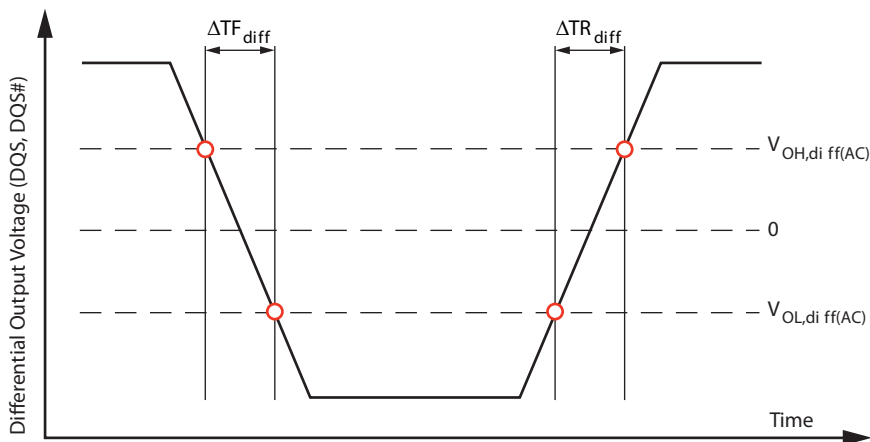 ΔTF diff
ΔTR diff
Differential Output Voltage (DQS, DQS#)
V OH,di ff(AC)
0
V OL,di ff(AC)
Time